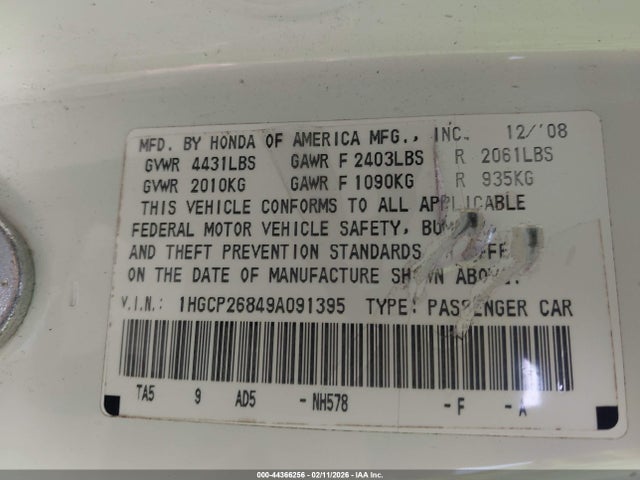 MFD. BY HONDA OF AMERICA MFG., INC. 12/'08
GVWR 4431LBS GAWR F 2403LBS R 2061LBS
GVWR 2010KG GAWR F 1090KG R 935KG
THIS VEHICLE CONFORMS TO ALL APPLICABLE
FEDERAL MOTOR VEHICLE SAFETY,
AND THEFT PREVENTION STANDARDS
ON THE DATE OF MANUFACTURE SHOWN ABOVE.
V.I.N.: 1HGCP26849A091395 TYPE: PASSENGER CAR
TA5 9 AD5 - NH578 - F - A
000-44366256 - 02/11/2026 - IAA Inc.